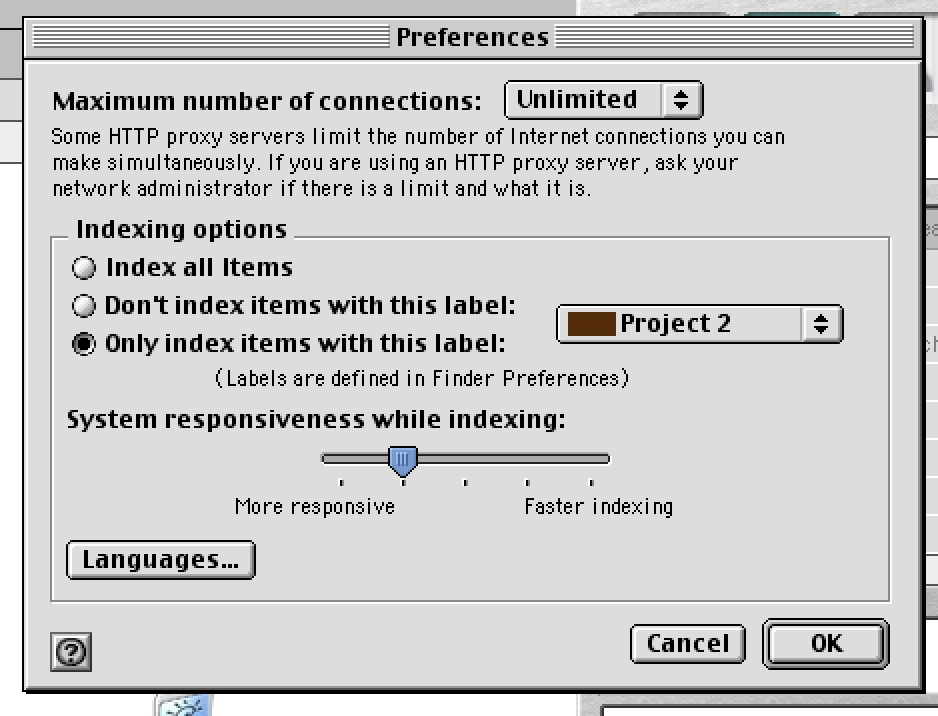 Preferences
Maximum number of connections: Unlimited
Some HTTP proxy servers limit the number of Internet connections you can
make simultaneously. If you are using an HTTP proxy server, ask your
network administrator if there is a limit and what it is.
Indexing options
Index all Items
Don't index items with this label:
Project 2
Only index items with this label:
(Labels are defined in Finder Preferences)
System responsiveness while indexing:
More responsive Faster indexing
Languages...
? Cancel OK